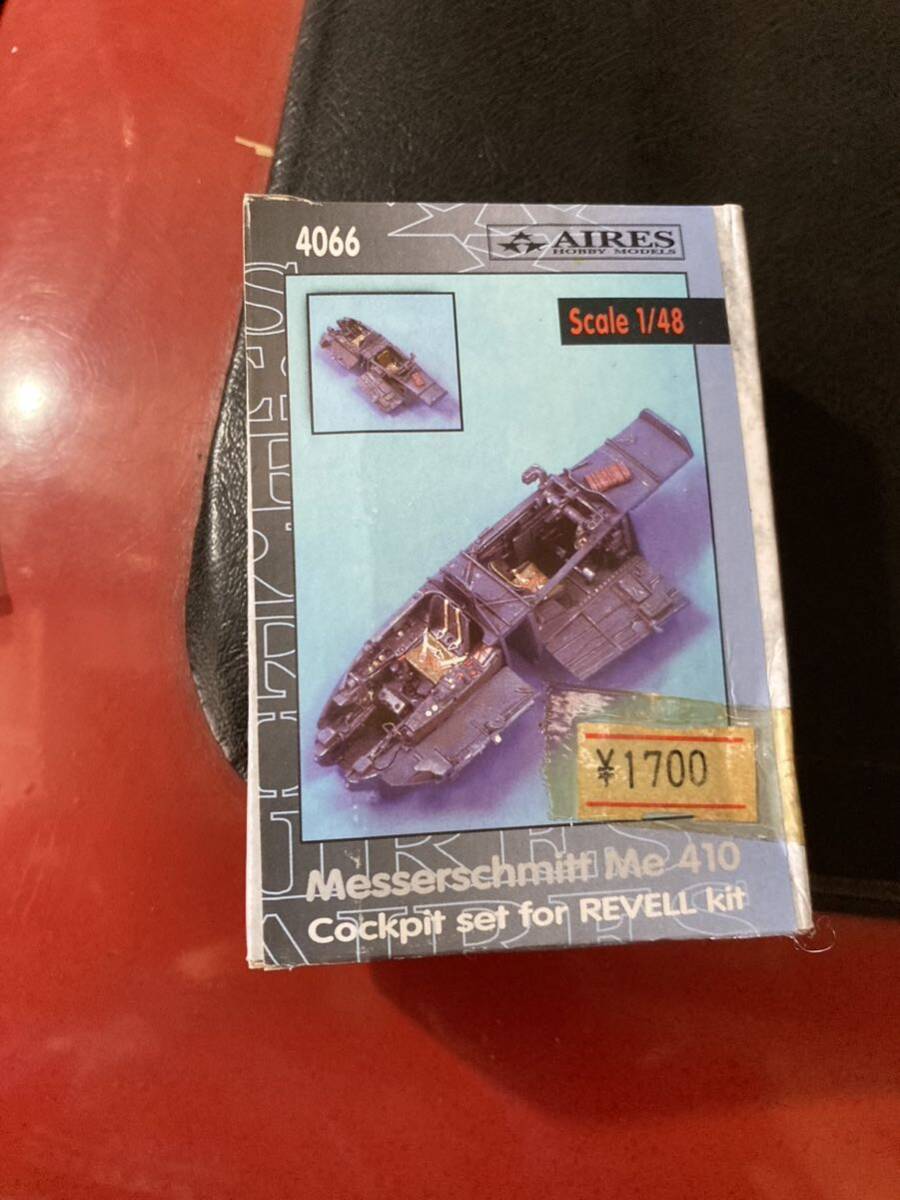 4066
AIRES
HOBBY MODELS
Scale 1/48
¥1700
Messerschmitt Me 410
Cockpit set for REVELL kit